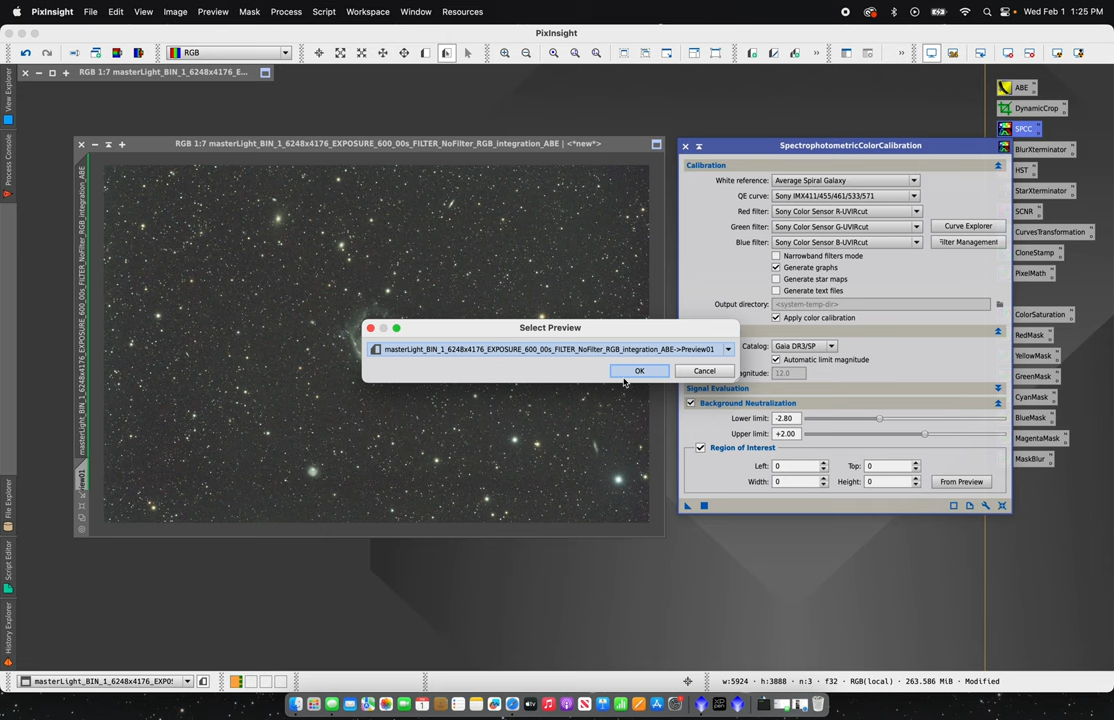 PixInsight File Edit View Image Preview Mask Process Script Workspace Window Resources Wed Feb 1 1:25 PM
PixInsight
RGB
View Explorer
Process Console
File Explorer
Script Editor
History Explorer
RGB 1:7 masterLight_BIN_1_6248x4176_E...
RGB 1:7 masterLight_BIN_1_6248x4176_EXPOSURE_600_00s_FILTER_NoFilter_RGB_integration_ABE | <*new*>
masterLight_BIN_1_6248x4176_EXPOSURE_600_00s_FILTER_NoFilter_RGB_integration_ABE
iew01
Select Preview
masterLight_BIN_1_6248x4176_EXPOSURE_600_00s_FILTER_NoFilter_RGB_integration_ABE->Preview01
OK Cancel
SpectrophotometricColorCalibration
Calibration
White reference: Average Spiral Galaxy
QE curve: Sony IMX411/455/461/533/571
Red filter: Sony Color Sensor R-UVIRcut
Green filter: Sony Color Sensor G-UVIRcut Curve Explorer
Blue filter: Sony Color Sensor B-UVIRcut Filter Management
Narrowband filters mode
Generate graphs
Generate star maps
Generate text files
Output directory: <system-temp-dir>
Apply color calibration
Catalog: Gaia DR3/SP
Automatic limit magnitude
agnitude: 12.0
Signal Evaluation
Background Neutralization
Lower limit: -2.80
Upper limit: +2.00
Region of Interest
Left: 0 Top: 0
Width: 0 Height: 0 From Preview
ABE
DynamicCrop
SPCC
BlurXterminator
HST
StarXterminator
SCNR
CurvesTransformation
CloneStamp
PixelMath
ColorSaturation
RedMask
YellowMask
GreenMask
CyanMask
BlueMask
MagentaMask
MaskBlur
masterLight_BIN_1_6248x4176_EXPOS
w:5924 · h:3888 · n:3 · f32 · RGB(local) · 263.586 MiB · Modified